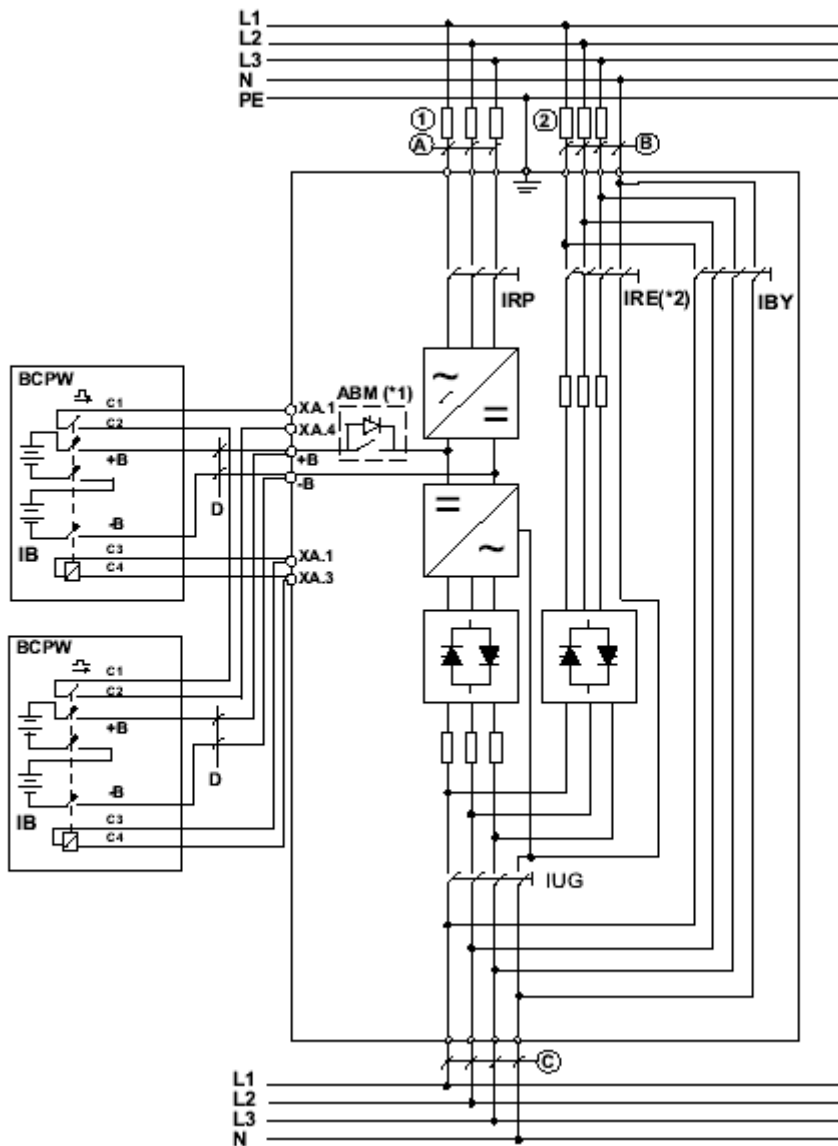 L1
L2
L3
N
PE
1
2
A
B
IRP
IRE(*2)
IBY
BCPW
C1
C2
+B
-B
IB
C3
C4
D
XA.1
XA.4
+B
-B
ABM (*1)
XA.1
XA.3
~
=
=
~
BCPW
C1
C2
+B
-B
IB
C3
C4
D
IUG
C
L1
L2
L3
N